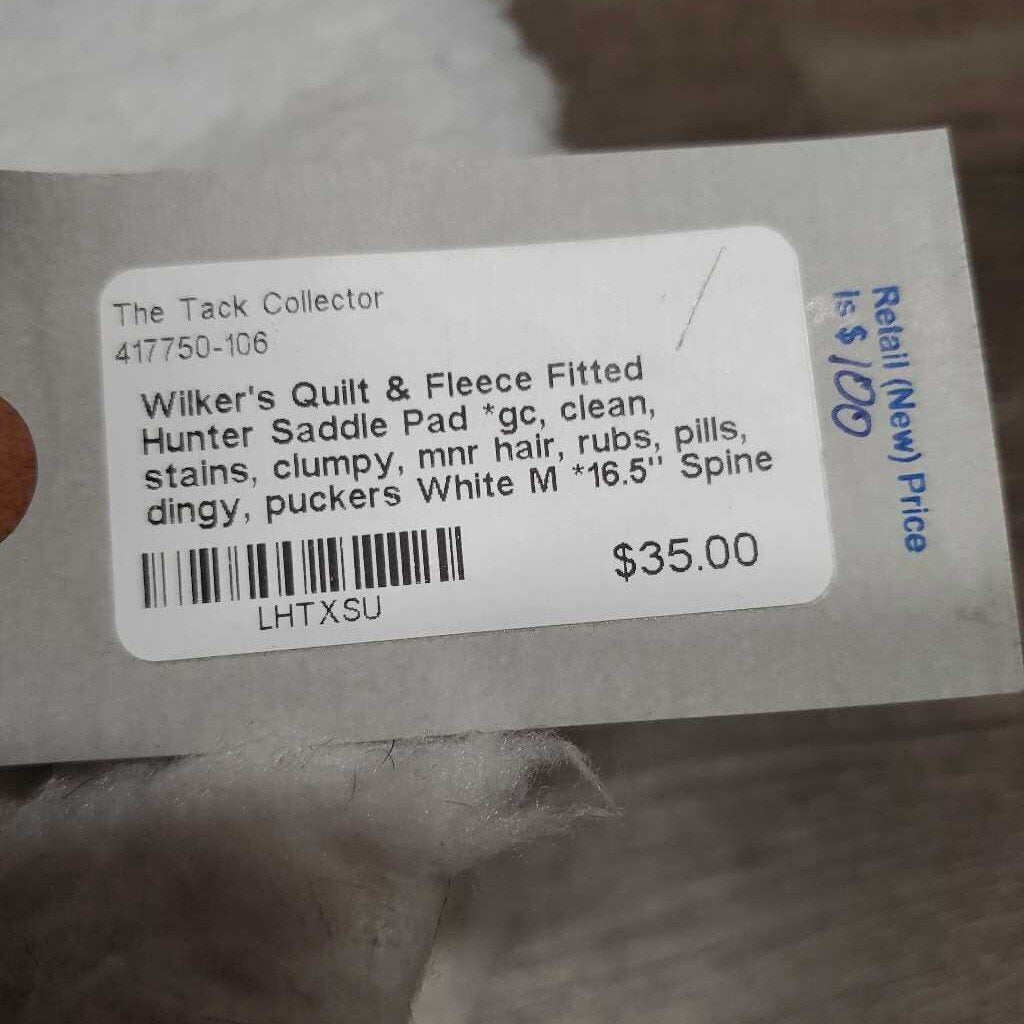 The Tack Collector
417750-106
Wilker's Quilt & Fleece Fitted
Hunter Saddle Pad *gc, clean,
stains, clumpy, mnr hair, rubs, pills,
dingy, puckers White M *16.5" Spine
$35.00
LHTXSU
Retail (New) Price
is $ 100